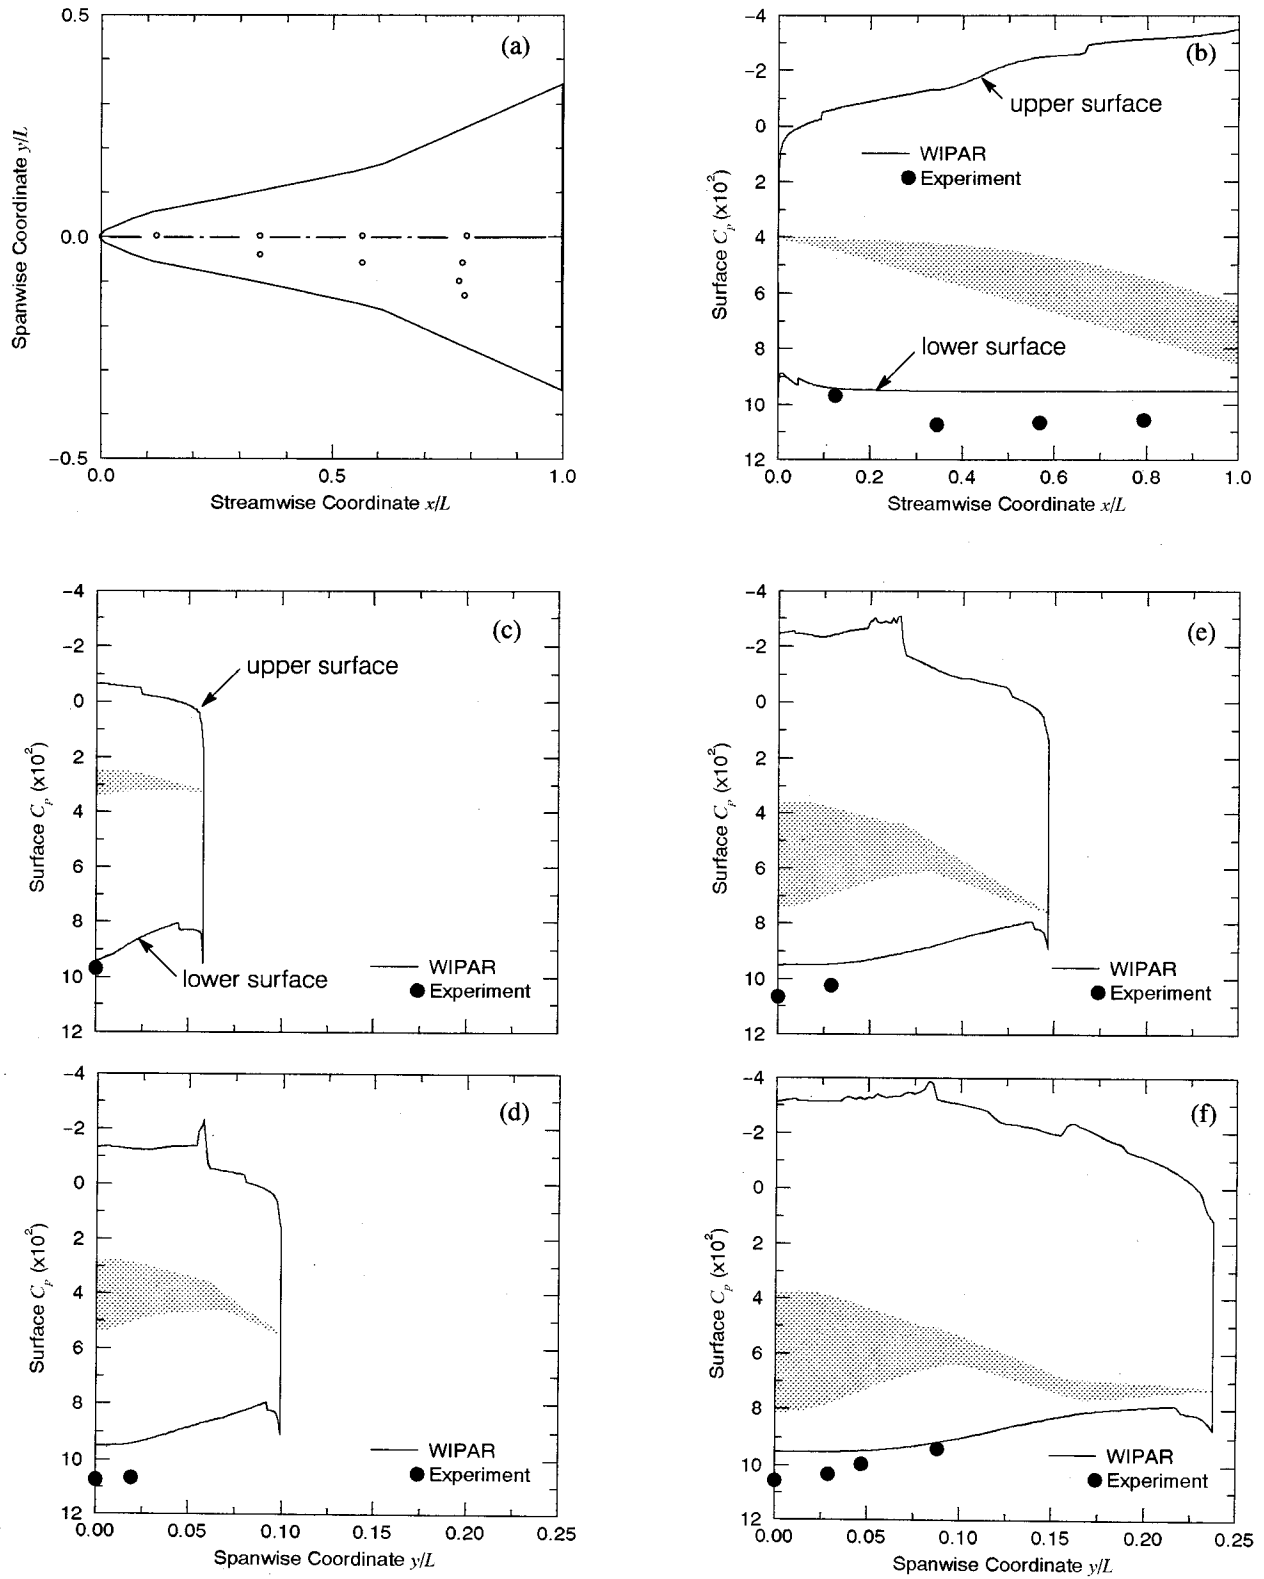 (a)
0.5
0.0
−0.5
Spanwise Coordinate y/L
0.0
0.5
1.0
Streamwise Coordinate x/L
(b)
−4
−2
0
2
4
6
8
10
12
Surface Cp (x10²)
upper surface
WIPAR
Experiment
lower surface
0.0
0.2
0.4
0.6
0.8
1.0
Streamwise Coordinate x/L
(c)
−4
−2
0
2
4
6
8
10
12
Surface Cp (x10²)
upper surface
lower surface
WIPAR
Experiment
(e)
−4
−2
0
2
4
6
8
10
12
Surface Cp (x10²)
WIPAR
Experiment
(d)
−4
−2
0
2
4
6
8
10
12
Surface Cp (x10²)
WIPAR
Experiment
0.00
0.05
0.10
0.15
0.20
0.25
Spanwise Coordinate y/L
(f)
−4
−2
0
2
4
6
8
10
12
Surface Cp (x10²)
WIPAR
Experiment
0.00
0.05
0.10
0.15
0.20
0.25
Spanwise Coordinate y/L